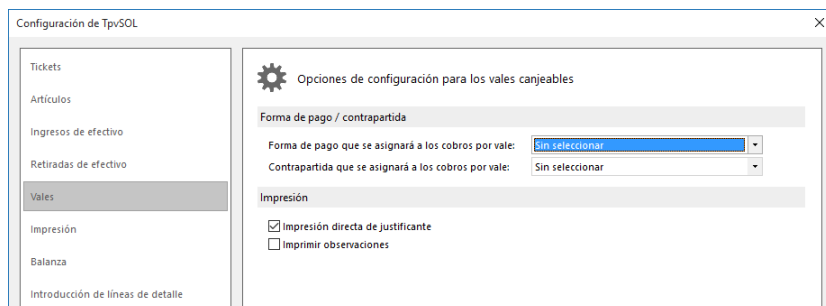 Configuración de TpvSOL
Tickets
Artículos
Ingresos de efectivo
Retiradas de efectivo
Vales
Impresión
Balanza
Introducción de líneas de detalle
Opciones de configuración para los vales canjeables
Forma de pago / contrapartida
Forma de pago que se asignará a los cobros por vale: Sin seleccionar
Contrapartida que se asignará a los cobros por vale: Sin seleccionar
Impresión
Impresión directa de justificante
Imprimir observaciones